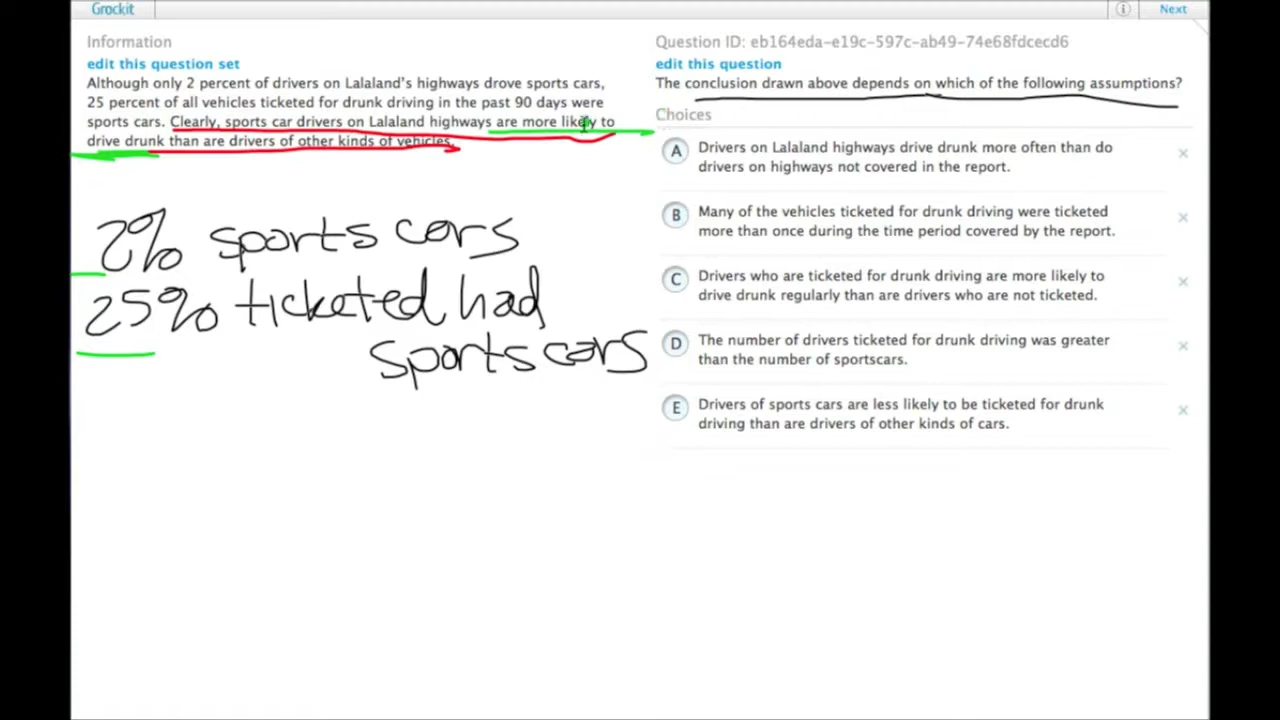 Grockit
Next
Information
edit this question set
Although only 2 percent of drivers on Lalaland's highways drove sports cars,
25 percent of all vehicles ticketed for drunk driving in the past 90 days were
sports cars. Clearly, sports car drivers on Lalaland highways are more likely to
drive drunk than are drivers of other kinds of vehicles.
2% sports cars
25% ticketed had
sports cars
Question ID: eb164eda-e19c-597c-ab49-74e68fdcecd6
edit this question
The conclusion drawn above depends on which of the following assumptions?
Choices
A Drivers on Lalaland highways drive drunk more often than do
drivers on highways not covered in the report.
B Many of the vehicles ticketed for drunk driving were ticketed
more than once during the time period covered by the report.
C Drivers who are ticketed for drunk driving are more likely to
drive drunk regularly than are drivers who are not ticketed.
D The number of drivers ticketed for drunk driving was greater
than the number of sportscars.
E Drivers of sports cars are less likely to be ticketed for drunk
driving than are drivers of other kinds of cars.